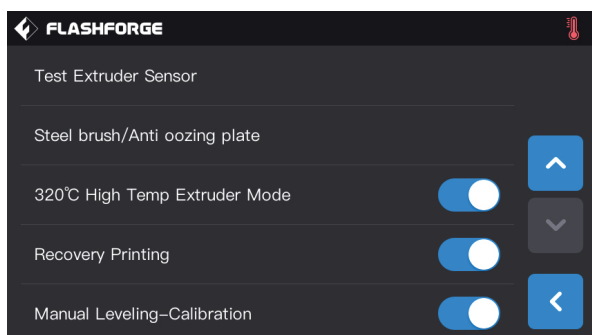 FLASHFORGE
Test Extruder Sensor
Steel brush/Anti oozing plate
320℃ High Temp Extruder Mode
Recovery Printing
Manual Leveling-Calibration